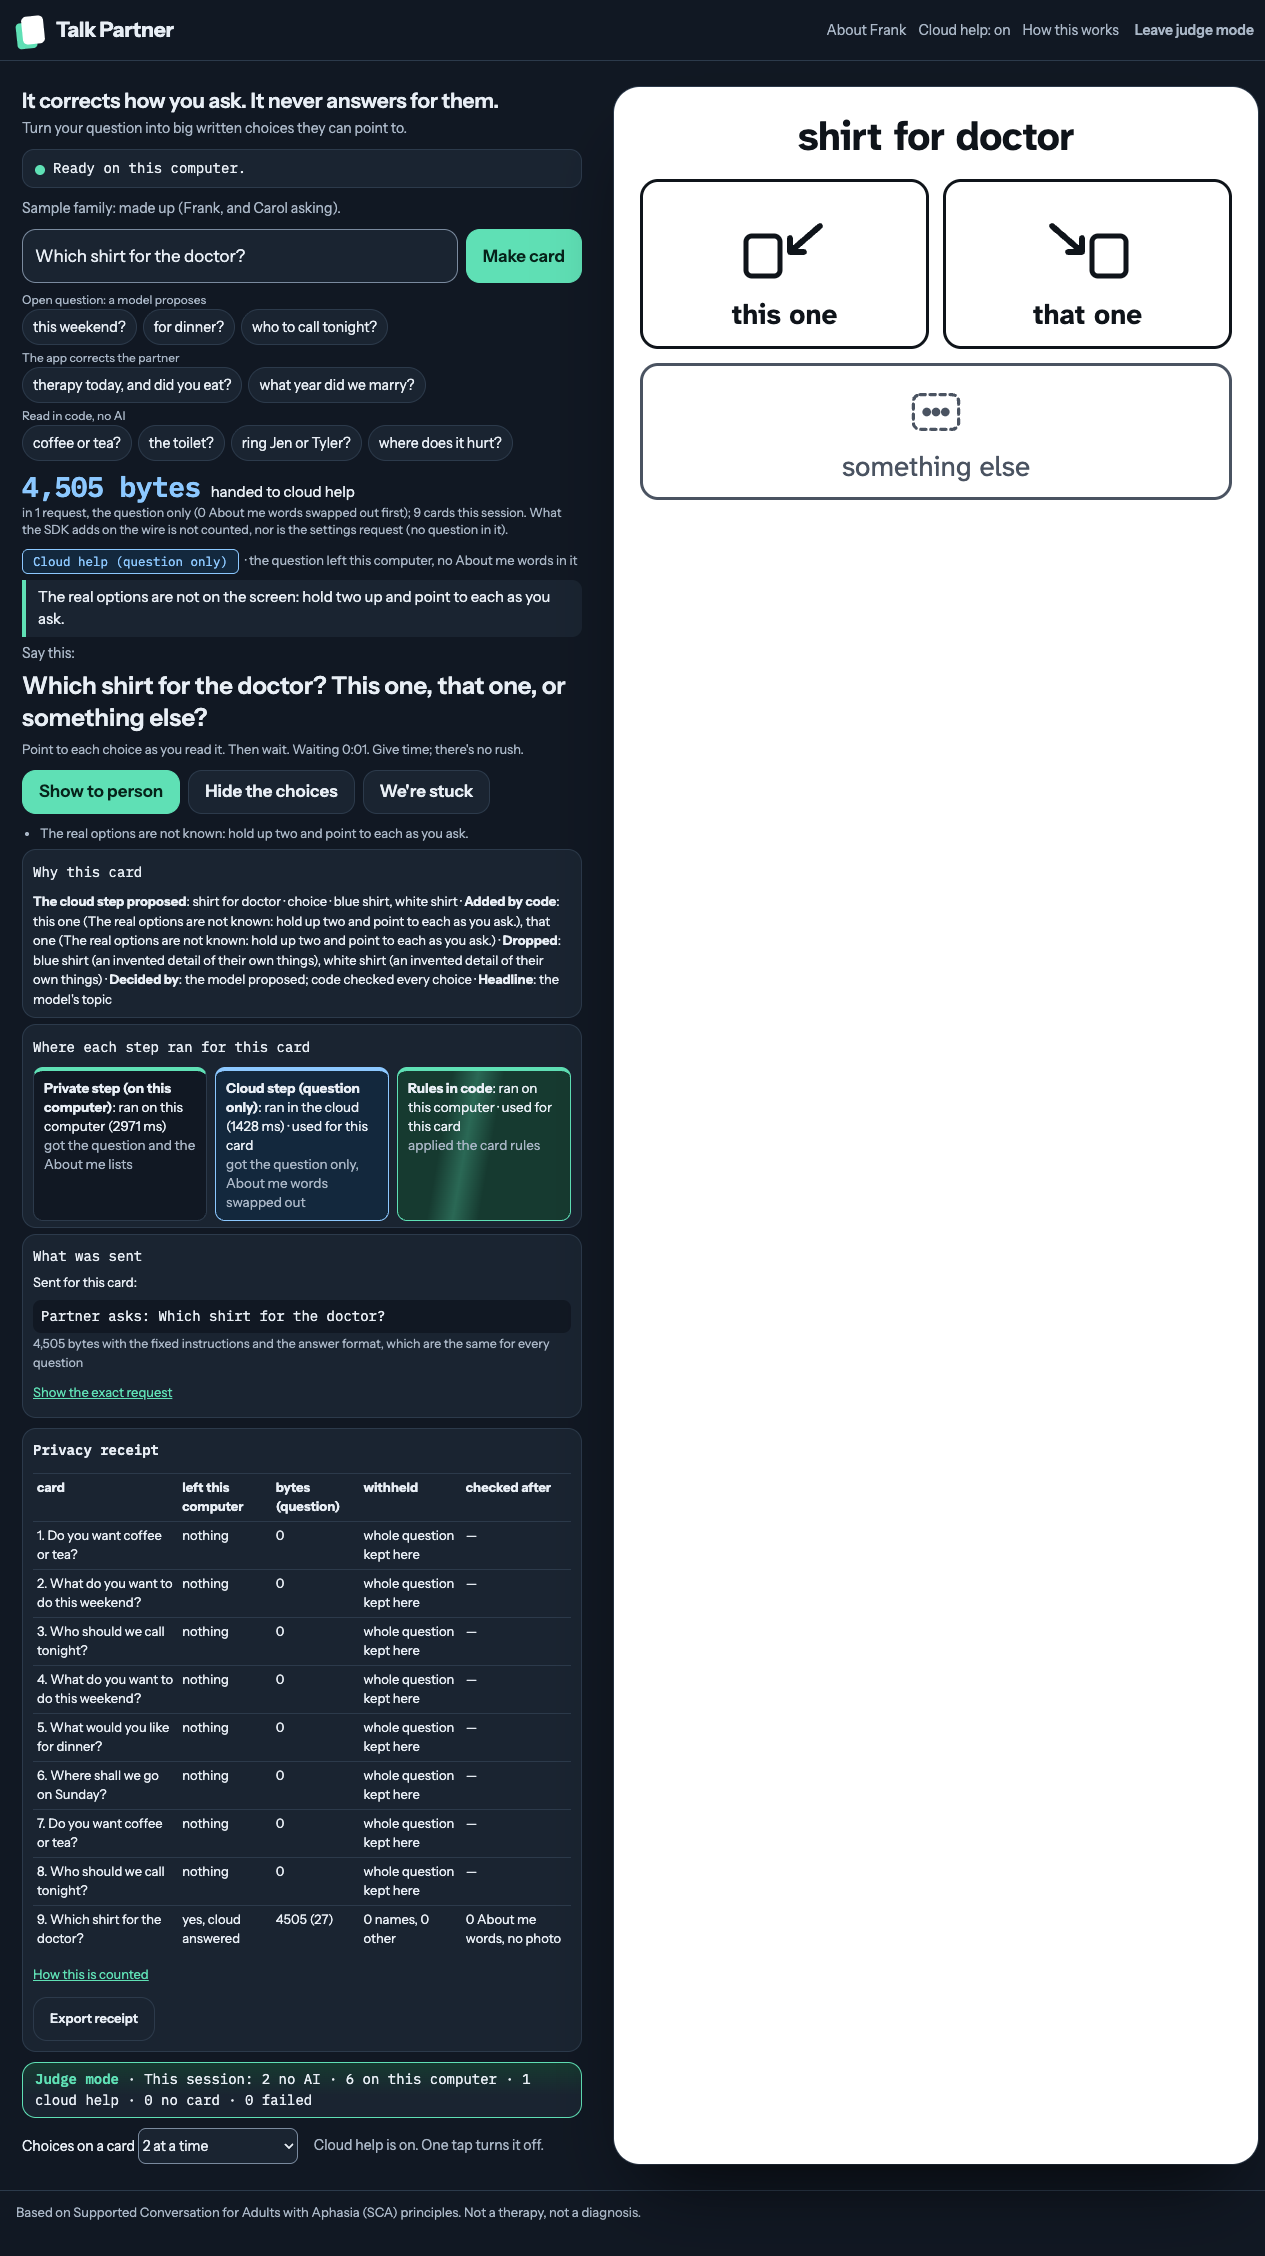 Talk Partner
About Frank Cloud help: on How this works Leave judge mode
It corrects how you ask. It never answers for them.
Turn your question into big written choices they can point to.
Ready on this computer.
Sample family: made up (Frank, and Carol asking).
Which shirt for the doctor? Make card
Open question: a model proposes
this weekend? for dinner? who to call tonight?
The app corrects the partner
therapy today, and did you eat? what year did we marry?
Read in code, no AI
coffee or tea? the toilet? ring Jen or Tyler? where does it hurt?
4,505 bytes handed to cloud help
in 1 request, the question only (0 About me words swapped out first); 9 cards this session. What
the SDK adds on the wire is not counted, nor is the settings request (no question in it).
Cloud help (question only) · the question left this computer, no About me words in it
The real options are not on the screen: hold two up and point to each as you
ask.
Say this:
Which shirt for the doctor? This one, that one, or
something else?
Point to each choice as you read it. Then wait. Waiting 0:01. Give time; there's no rush.
Show to person Hide the choices We're stuck
• The real options are not known: hold up two and point to each as you ask.
Why this card
The cloud step proposed: shirt for doctor · choice · blue shirt, white shirt · Added by code:
this one (The real options are not known: hold up two and point to each as you ask.), that
one (The real options are not known: hold up two and point to each as you ask.) · Dropped:
blue shirt (an invented detail of their own things), white shirt (an invented detail of their
own things) · Decided by: the model proposed; code checked every choice · Headline: the
model's topic
Where each step ran for this card
Private step (on this
computer): ran on this
computer (2971 ms)
got the question and the
About me lists
Cloud step (question
only): ran in the cloud
(1428 ms) · used for this
card
got the question only,
About me words
swapped out
Rules in code: ran on
this computer · used for
this card
applied the card rules
What was sent
Sent for this card:
Partner asks: Which shirt for the doctor?
4,505 bytes with the fixed instructions and the answer format, which are the same for every
question
Show the exact request
Privacy receipt
card left this computer bytes (question) withheld checked after
1. Do you want coffee or tea? nothing 0 whole question kept here —
2. What do you want to do this weekend? nothing 0 whole question kept here —
3. Who should we call tonight? nothing 0 whole question kept here —
4. What do you want to do this weekend? nothing 0 whole question kept here —
5. What would you like for dinner? nothing 0 whole question kept here —
6. Where shall we go on Sunday? nothing 0 whole question kept here —
7. Do you want coffee or tea? nothing 0 whole question kept here —
8. Who should we call tonight? nothing 0 whole question kept here —
9. Which shirt for the doctor? yes, cloud answered 4505 (27) 0 names, 0 other 0 About me words, no photo
How this is counted
Export receipt
Judge mode · This session: 2 no AI · 6 on this computer · 1
cloud help · 0 no card · 0 failed
Choices on a card 2 at a time Cloud help is on. One tap turns it off.
shirt for doctor
this one that one
something else
Based on Supported Conversation for Adults with Aphasia (SCA) principles. Not a therapy, not a diagnosis.